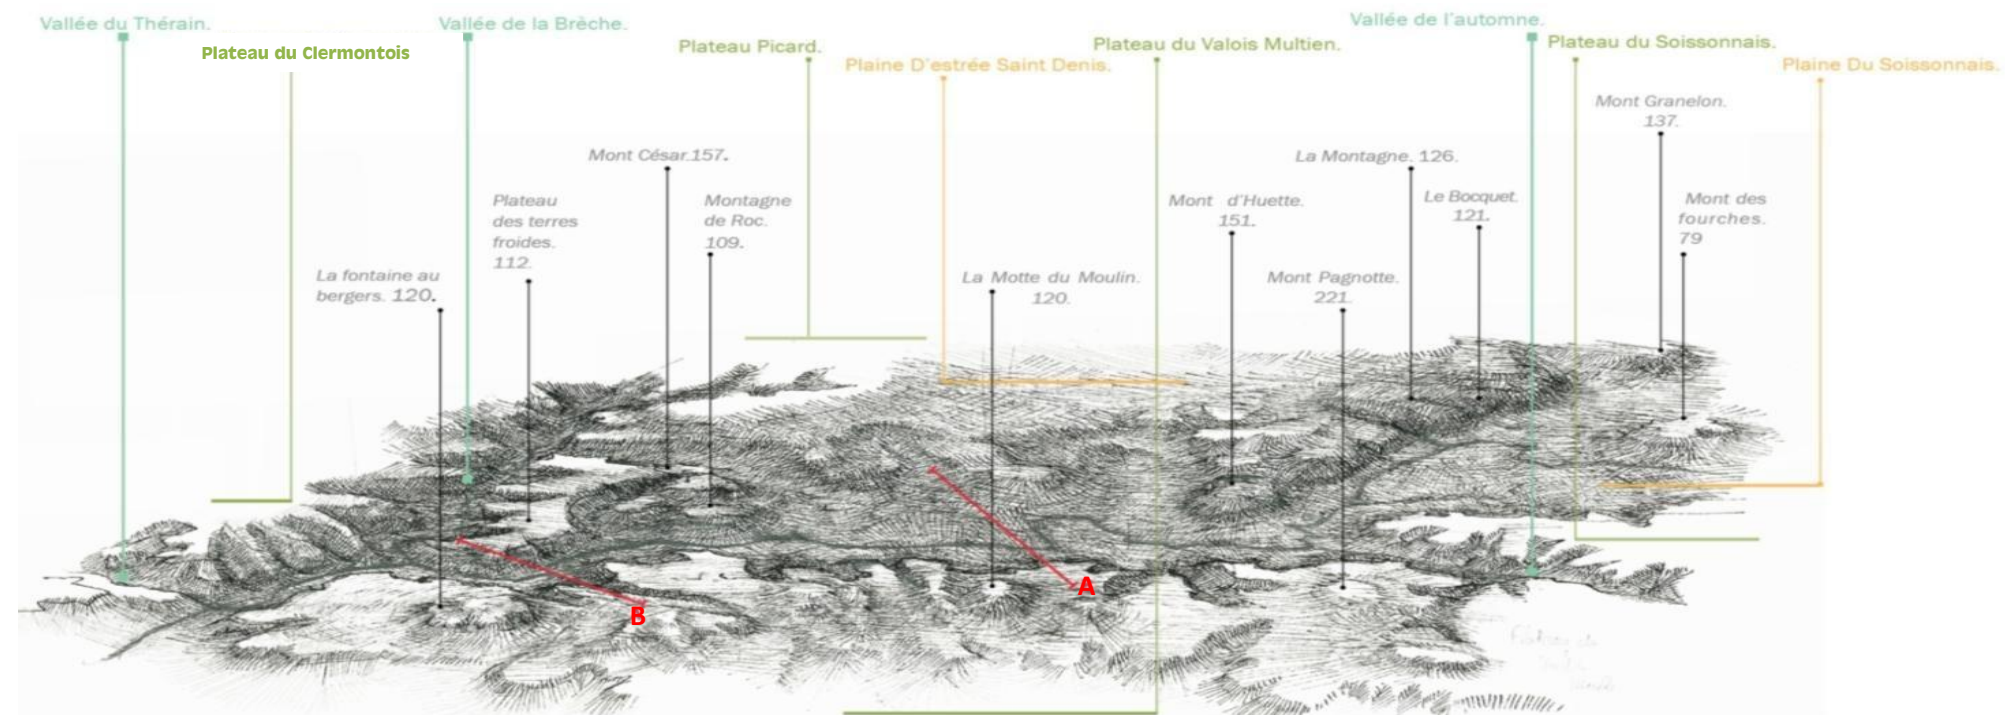 Vallée du Thérain.
Plateau du Clermontois
Vallée de la Brèche.
Plateau Picard.
Plaine D'estrée Saint Denis.
Plateau du Valois Multien.
Vallée de l'automne.
Plateau du Soissonnais.
Plaine Du Soissonnais.
La fontaine au
bergers. 120.
Plateau
des terres
froides.
112.
Mont César.157.
Montagne
de Roc.
109.
La Motte du Moulin.
120.
Mont d'Huette.
151.
Mont Pagnotte.
221.
La Montagne. 126.
Le Bocquet.
121.
Mont Granelon.
137.
Mont des
fourches.
79
A
B